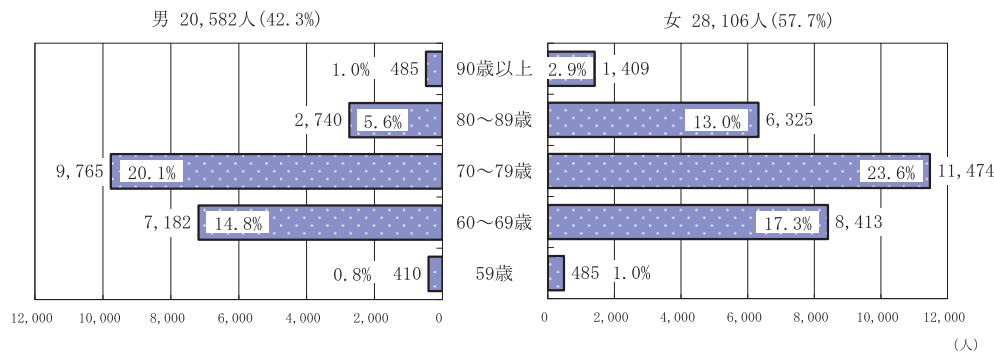 男 20,582人(42.3%) 女 28,106人(57.7%)
1.0% 485 90歳以上 2.9% 1,409
2,740 5.6% 80～89歳 13.0% 6,325
9,765 20.1% 70～79歳 23.6% 11,474
7,182 14.8% 60～69歳 17.3% 8,413
0.8% 410 59歳 485 1.0%
12,000 10,000 8,000 6,000 4,000 2,000 0 0 2,000 4,000 6,000 8,000 10,000 12,000
(人)